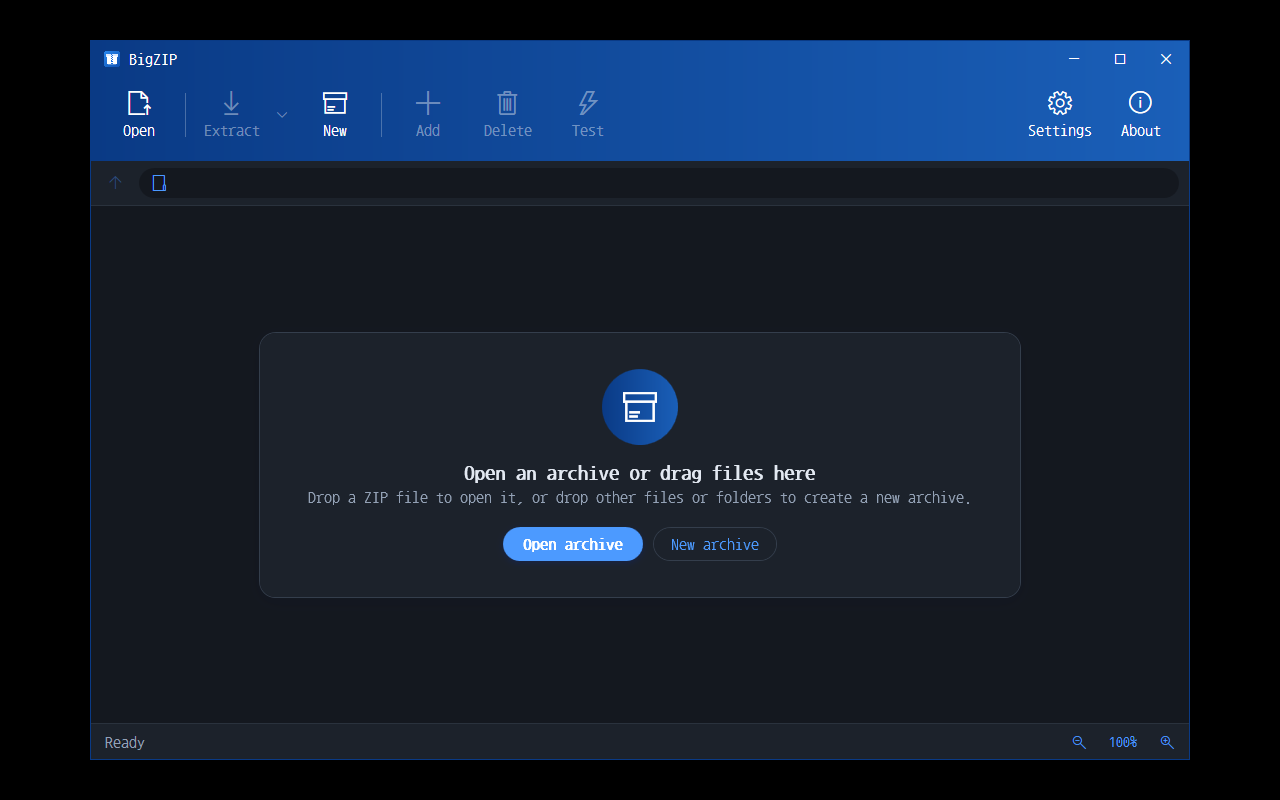 BigZIP
Open
Extract
New
Add
Delete
Test
Settings
About
Open an archive or drag files here
Drop a ZIP file to open it, or drop other files or folders to create a new archive.
Open archive
New archive
Ready
100%